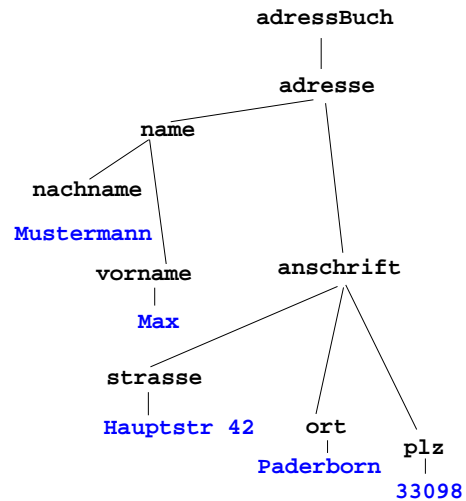 adressBuch
adresse
name
nachname
Mustermann
vorname
Max
anschrift
strasse
Hauptstr 42
ort
Paderborn
plz
33098